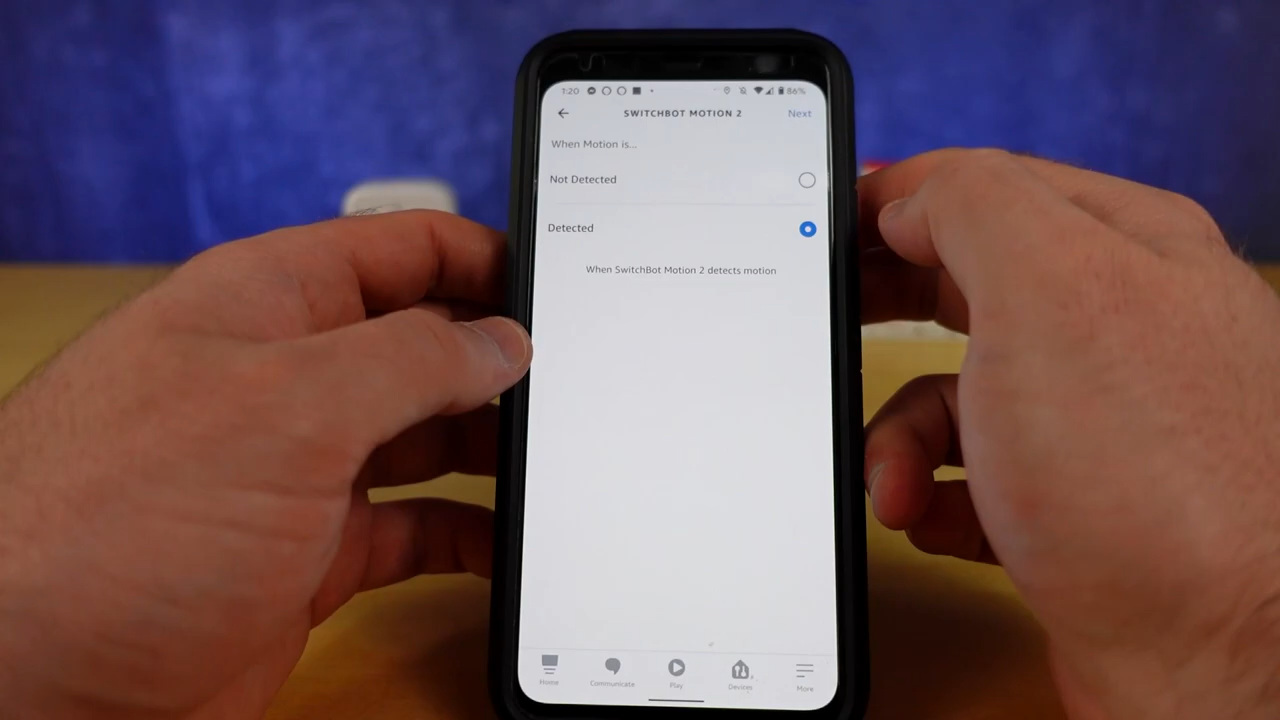 1:20 86%
SWITCHBOT MOTION 2 Next
When Motion is...
Not Detected
Detected
When SwitchBot Motion 2 detects motion
Home Communicate Play Devices More